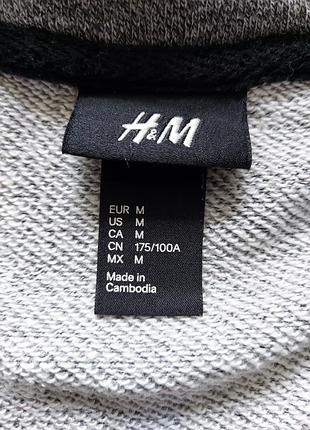 H&M
EUR M
US M
CA M
CN 175/100A
MX M
Made in
Cambodia